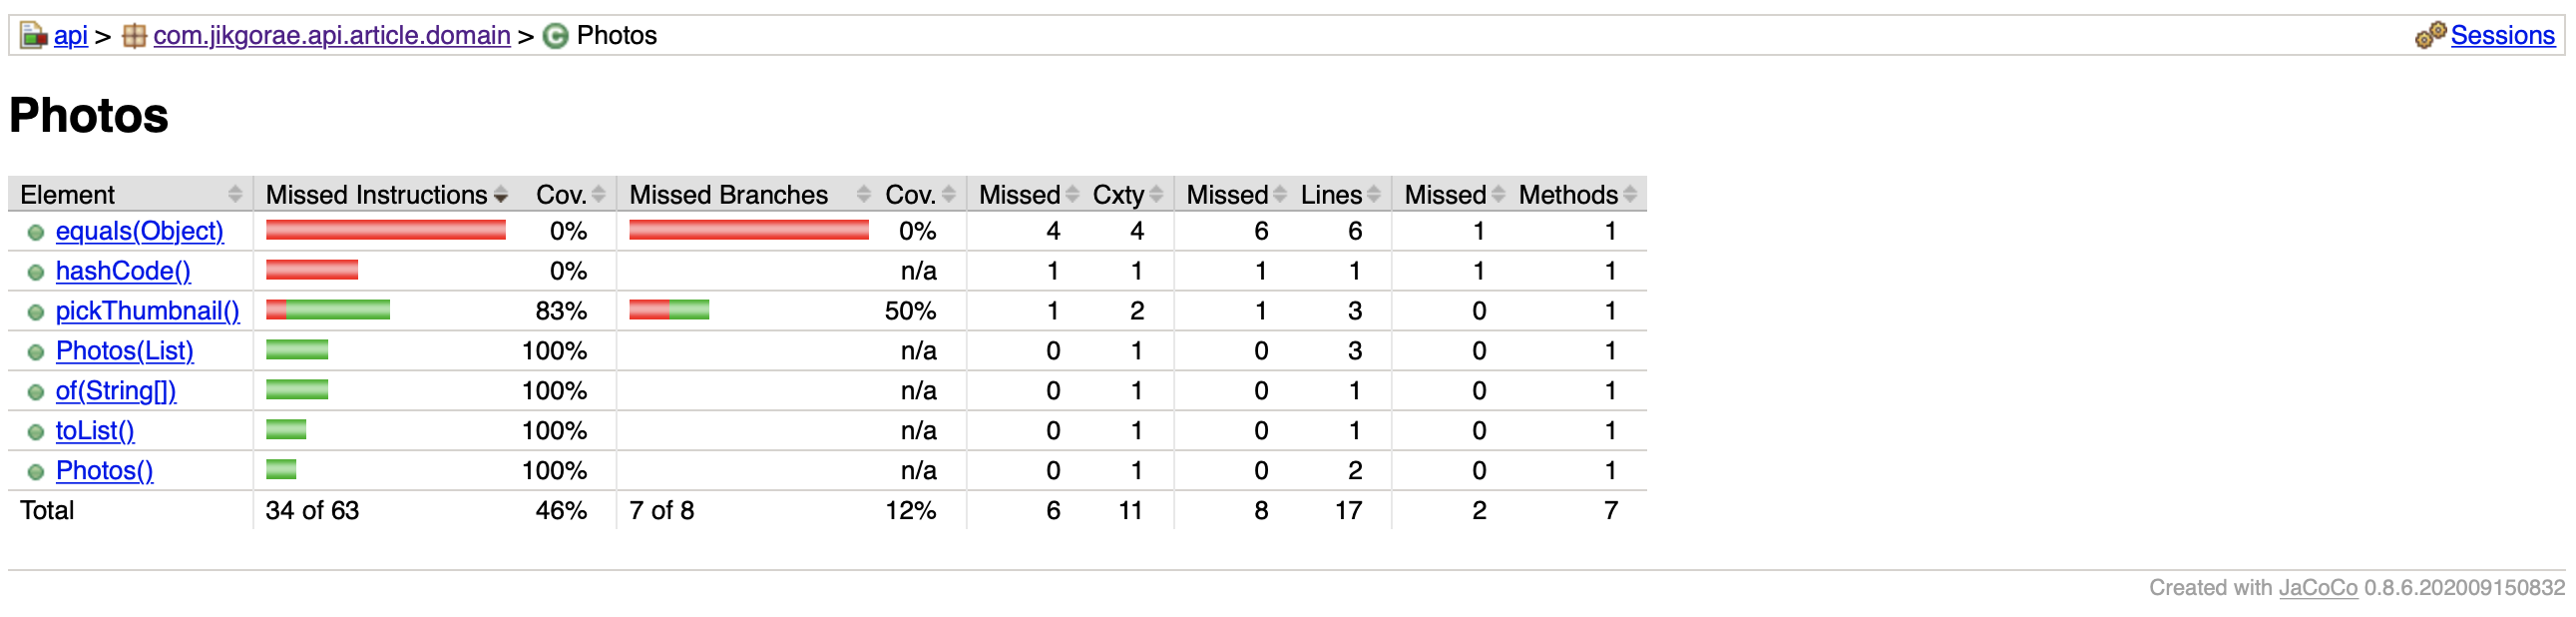 api > com.jikgorae.api.article.domain > Photos Sessions
Photos
Element Missed Instructions Cov. Missed Branches Cov. Missed Cxty Missed Lines Missed Methods
equals(Object) 0% 0% 4 4 6 6 1 1
hashCode() 0% n/a 1 1 1 1 1 1
pickThumbnail() 83% 50% 1 2 1 3 0 1
Photos(List) 100% n/a 0 1 0 3 0 1
of(String[]) 100% n/a 0 1 0 1 0 1
toList() 100% n/a 0 1 0 1 0 1
Photos() 100% n/a 0 1 0 2 0 1
Total 34 of 63 46% 7 of 8 12% 6 11 8 17 2 7
Created with JaCoCo 0.8.6.202009150832